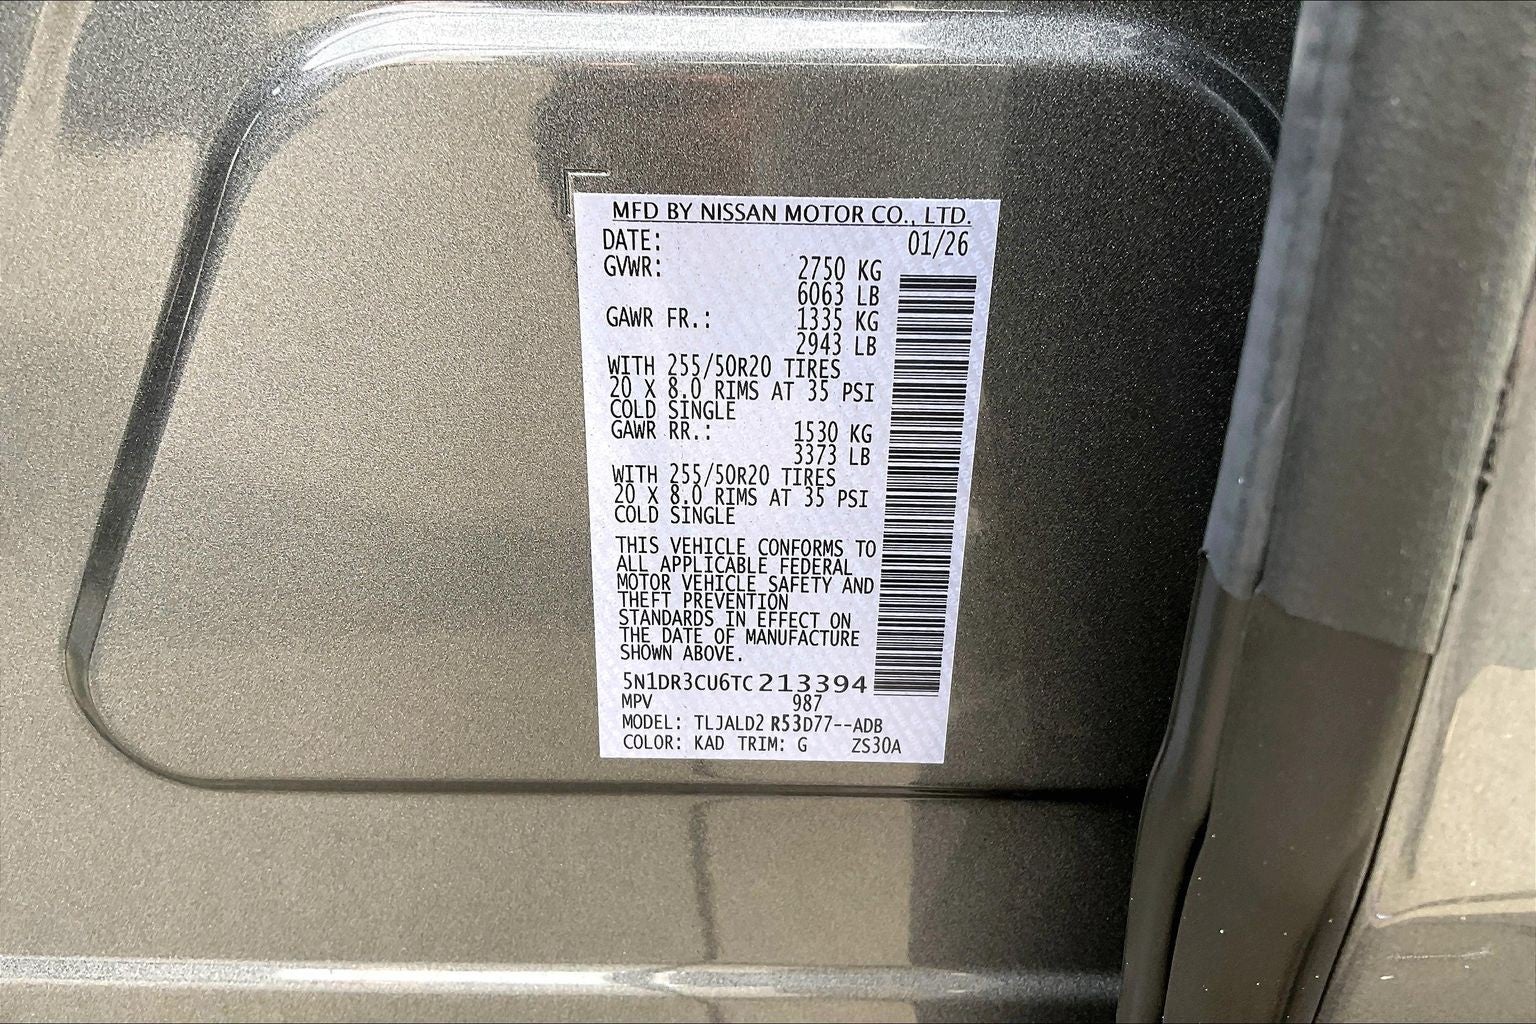 MFD BY NISSAN MOTOR CO., LTD.
DATE: 01/26
GVWR: 2750 KG
6063 LB
GAWR FR.: 1335 KG
2943 LB
WITH 255/50R20 TIRES
20 X 8.0 RIMS AT 35 PSI
COLD SINGLE
GAWR RR.: 1530 KG
3373 LB
WITH 255/50R20 TIRES
20 X 8.0 RIMS AT 35 PSI
COLD SINGLE
THIS VEHICLE CONFORMS TO
ALL APPLICABLE FEDERAL
MOTOR VEHICLE SAFETY AND
THEFT PREVENTION
STANDARDS IN EFFECT ON
THE DATE OF MANUFACTURE
SHOWN ABOVE.
5N1DR3CU6TC213394
MPV 987
MODEL: TLJALD2 R53D77--ADB
COLOR: KAD TRIM: G ZS30A